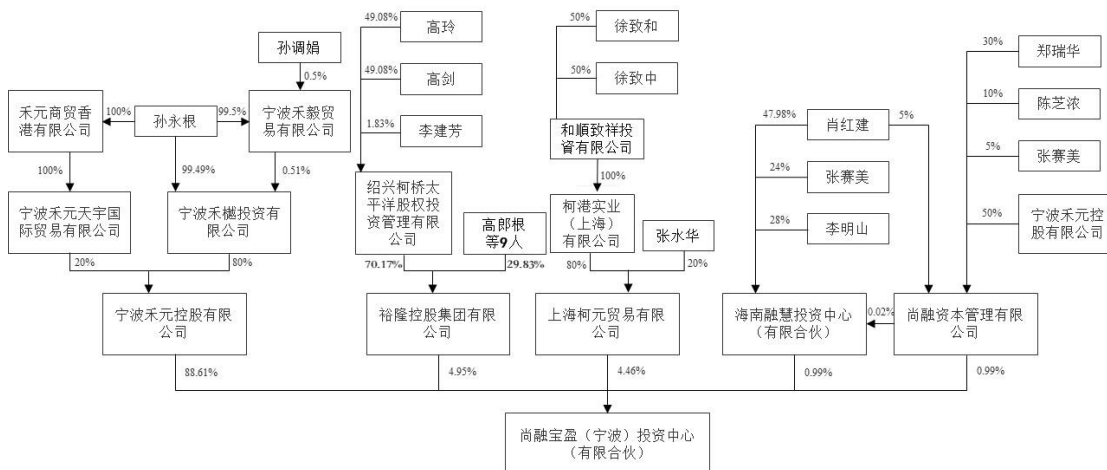 49.08%
高玲
50%
徐致和
孙调娟
30%
郑瑞华
49.08%
高剑
50%
徐致中
0.5%
10%
陈芝浓
禾元商贸香
港有限公司
100%
孙永根
99.5%
宁波禾毅贸
易有限公司
1.83%
李建芳
和順致祥投
資有限公司
47.98%
肖红建
5%
5%
张赛美
100%
99.49%
0.51%
100%
24%
张赛美
宁波禾元天宇国
际贸易有限公司
宁波禾樾投资有
限公司
绍兴柯桥太
平洋股权投
资管理有限
公司
高郎根
等9人
柯港实业
(上海)
有限公司
张水华
28%
李明山
50%
宁波禾元控
股有限公司
20%
80%
70.17%
29.83%
80%
20%
宁波禾元控股有限公
司
裕隆控股集团有限公
司
上海柯元贸易有限公
司
海南融慧投资中心
(有限合伙)
0.02%
尚融资本管理有限公
司
88.61%
4.95%
4.46%
0.99%
0.99%
尚融宝盈(宁波)投资中心
(有限合伙)